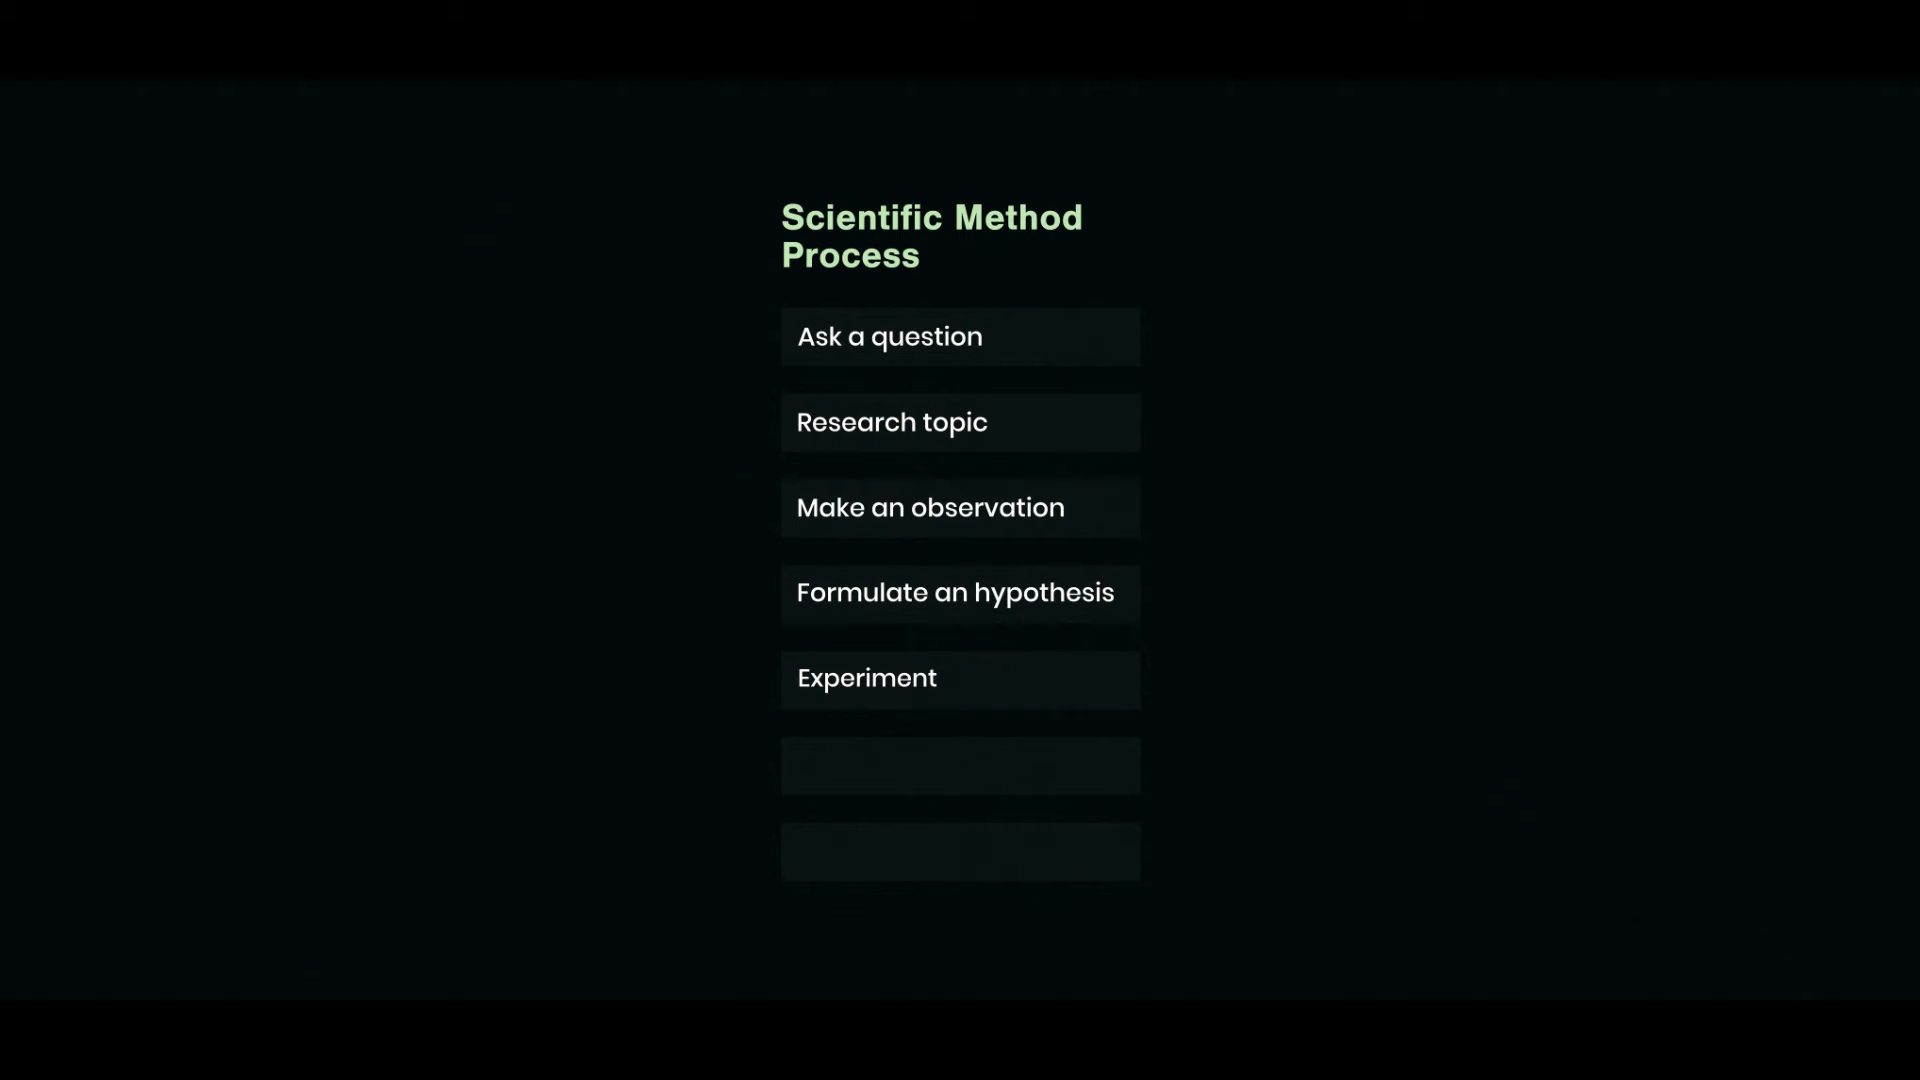 Scientific Method
Process
Ask a question
Research topic
Make an observation
Formulate an hypothesis
Experiment